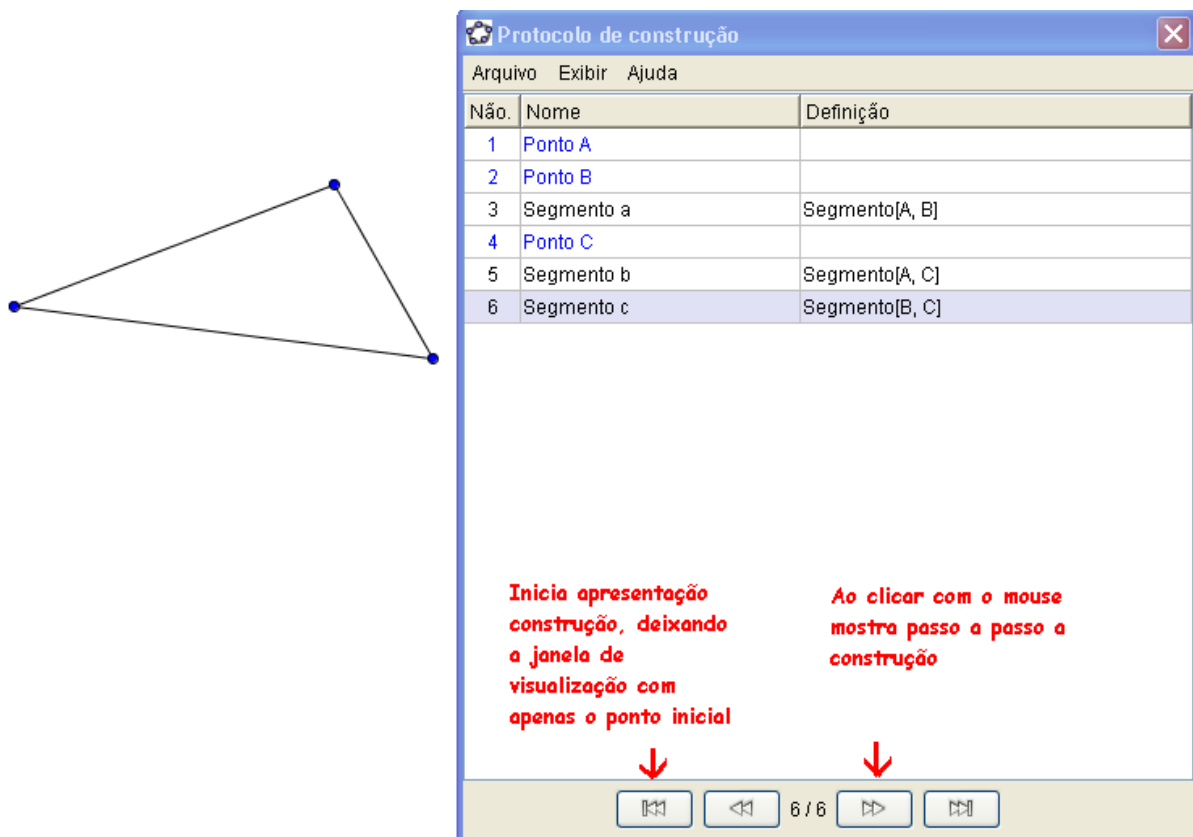 Protocolo de construção
Arquivo Exibir Ajuda
Não. Nome Definição
1 Ponto A
2 Ponto B
3 Segmento a Segmento[A, B]
4 Ponto C
5 Segmento b Segmento[A, C]
6 Segmento c Segmento[B, C]
Inicia apresentação
construção, deixando
a janela de
visualização com
apenas o ponto inicial
Ao clicar com o mouse
mostra passo a passo a
construção
6 / 6